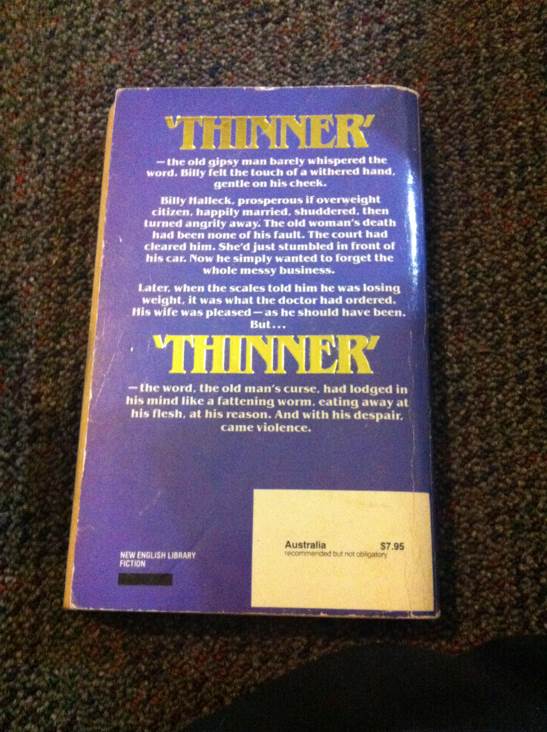 'THINNER'
—the old gipsy man barely whispered the
word. Billy felt the touch of a withered hand,
gentle on his cheek.
Billy Halleck, prosperous if overweight
citizen, happily married, shuddered, then
turned angrily away. The old woman's death
had been none of his fault. The court had
cleared him. She'd just stumbled in front of
his car. Now he simply wanted to forget the
whole messy business.
Later, when the scales told him he was losing
weight, it was what the doctor had ordered.
His wife was pleased—as he should have been.
But...
'THINNER'
—the word, the old man's curse, had lodged in
his mind like a fattening worm, eating away at
his flesh, at his reason. And with his despair,
came violence.
Australia $7.95
recommended but not obligatory
NEW ENGLISH LIBRARY
FICTION